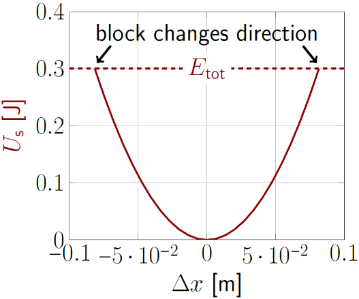 0.4
block changes direction
0.3
E_tot
0.2
0.1
0
U_s [J]
−0.1
−5 · 10^−2
0
5 · 10^−2
0.1
Δx [m]